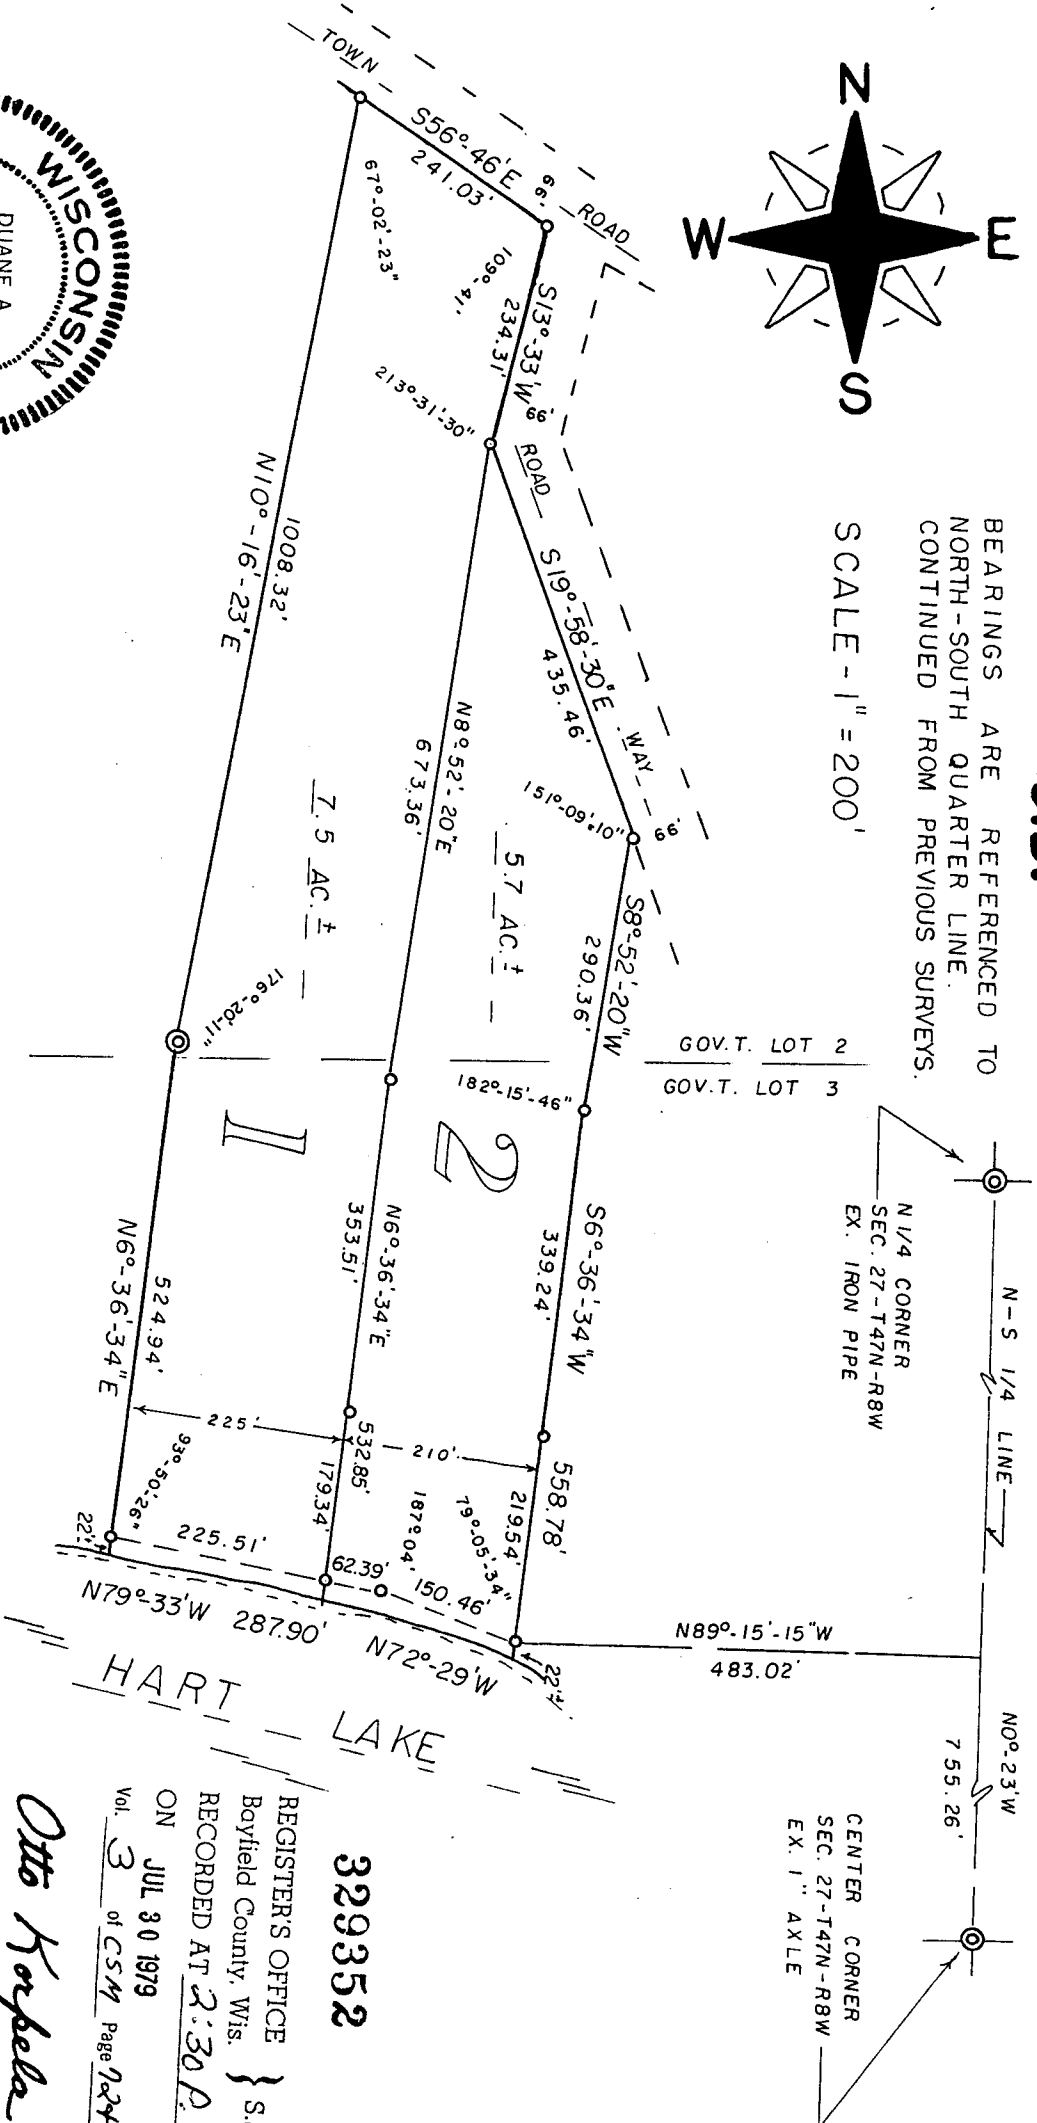 N
W
E
S
BEARINGS ARE REFERENCED TO
NORTH-SOUTH QUARTER LINE.
CONTINUED FROM PREVIOUS SURVEYS.
SCALE - 1" = 200'
TOWN
ROAD
S56°-46'E
241.03'
66'
67°-02'-23"
109°-41'
S13°-33'W
234.31'
66'
213°-31'-30"
ROAD
WAY
S19°-58'-30"E
435.46'
151°-09'-10"
66'
N10°-16'-23"E
1008.32'
N8°-52'-20"E
673.36'
7.5 AC.±
5.7 AC.±
S8°-52'-20"W
290.36'
176°-20'-11"
182°-15'-46"
GOV.T. LOT 2
GOV.T. LOT 3
1
2
N 1/4 CORNER
SEC. 27-T47N-R8W
EX. IRON PIPE
N-S 1/4 LINE
N6°-36'-34"E
524.94'
N6°-36'-34"E
353.51'
S6°-36'-34"W
339.24'
225'
210'
532.85'
179.34'
558.78'
219.54'
93°-50'-26"
187°-04'
79°-05'-34"
22'±
225.51'
62.39'
150.46'
22'±
N79°-33'W 287.90'
N72°-29'W
N89°-15'-15"W
483.02'
N0°-23'W
755.26'
HART LAKE
CENTER CORNER
SEC. 27-T47N-R8W
EX. 1" AXLE
WISCONSIN
DUANE A.
329352
REGISTER'S OFFICE
Bayfield County, Wis. } S.
RECORDED AT 2:30 P.
ON JUL 30 1979
Vol. 3 of CSM Page
Otto Korpela